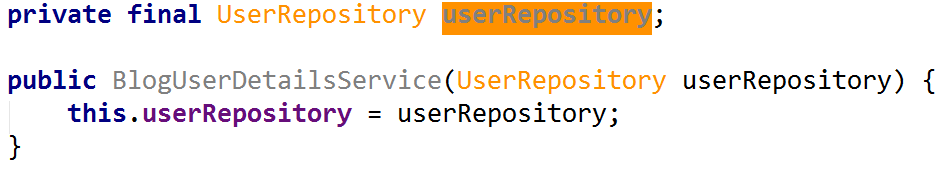 private final UserRepository userRepository;
public BlogUserDetailsService(UserRepository userRepository) {
this.userRepository = userRepository;
}